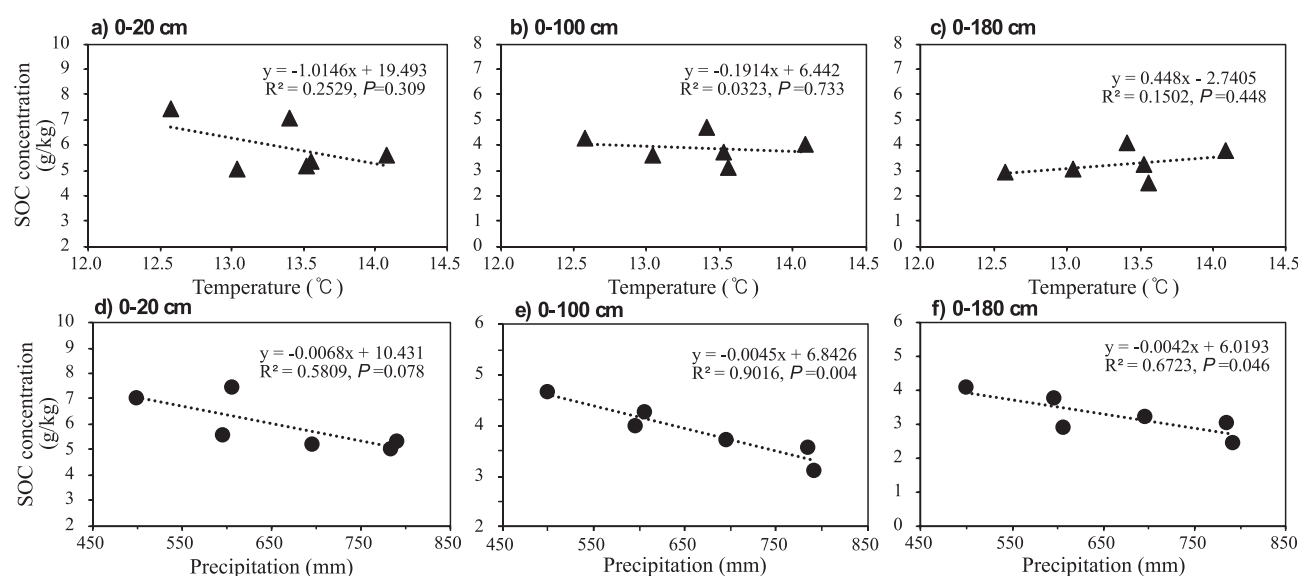 a) 0-20 cm
10
9
8
7
6
5
4
3
2
y = -1.0146x + 19.493
R² = 0.2529, P=0.309
12.0 12.5 13.0 13.5 14.0 14.5
Temperature (℃)
SOC concentration
(g/kg)
b) 0-100 cm
8
7
6
5
4
3
2
1
0
y = -0.1914x + 6.442
R² = 0.0323, P=0.733
12.0 12.5 13.0 13.5 14.0 14.5
Temperature (℃)
c) 0-180 cm
8
7
6
5
4
3
2
1
0
y = 0.448x - 2.7405
R² = 0.1502, P=0.448
12.0 12.5 13.0 13.5 14.0 14.5
Temperature (℃)
d) 0-20 cm
10
9
8
7
6
5
4
3
2
y = -0.0068x + 10.431
R² = 0.5809, P=0.078
450 550 650 750 850
Precipitation (mm)
SOC concentration
(g/kg)
e) 0-100 cm
6
5
4
3
2
y = -0.0045x + 6.8426
R² = 0.9016, P=0.004
450 550 650 750 850
Precipitation (mm)
f) 0-180 cm
6
5
4
3
2
1
0
y = -0.0042x + 6.0193
R² = 0.6723, P=0.046
450 550 650 750 850
Precipitation (mm)